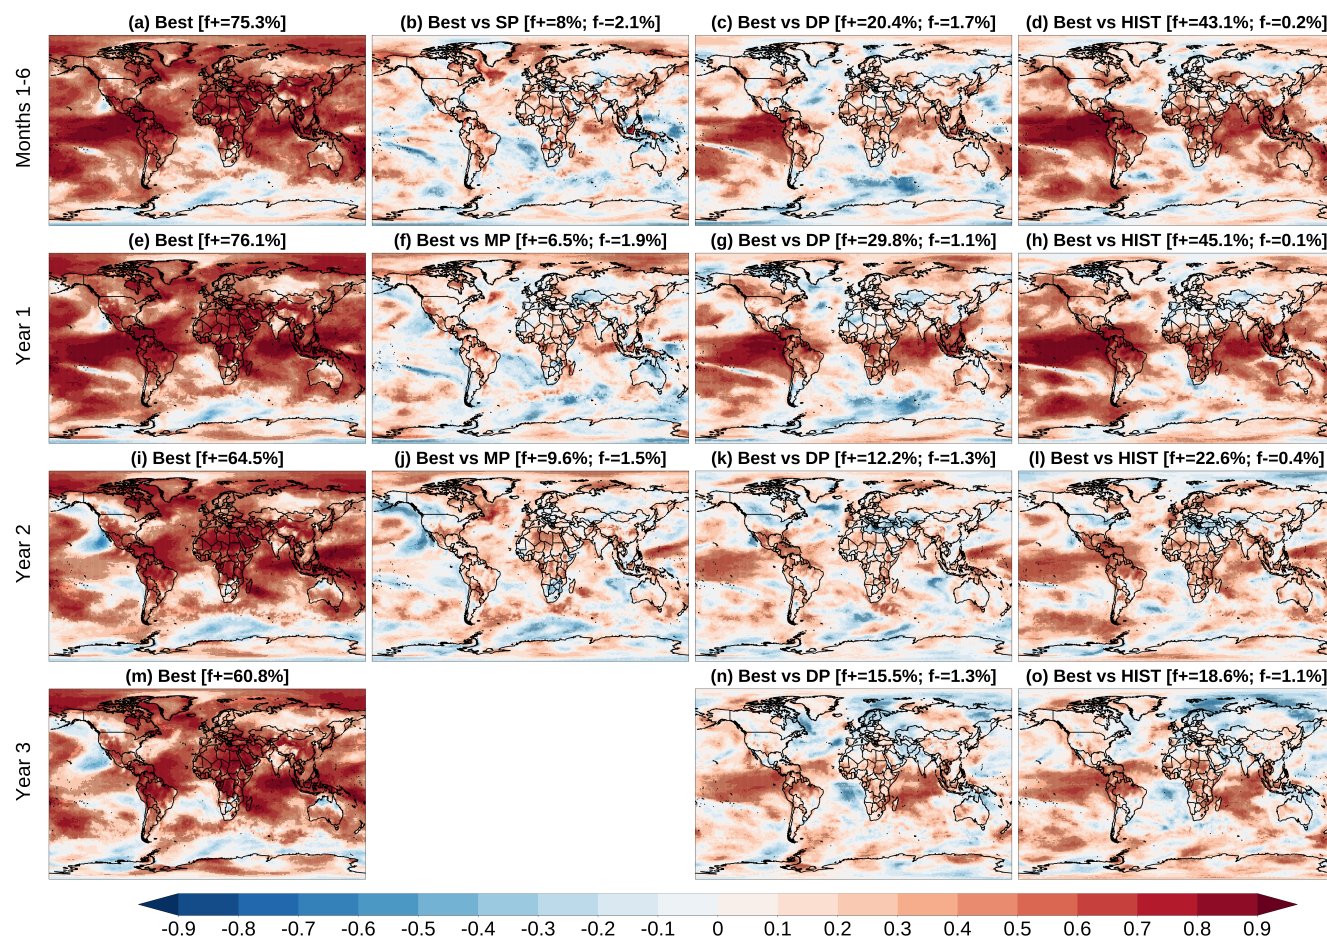 (a) Best [f+=75.3%]
(b) Best vs SP [f+=8%; f-=2.1%]
(c) Best vs DP [f+=20.4%; f-=1.7%]
(d) Best vs HIST [f+=43.1%; f-=0.2%]
Months 1-6
(e) Best [f+=76.1%]
(f) Best vs MP [f+=6.5%; f-=1.9%]
(g) Best vs DP [f+=29.8%; f-=1.1%]
(h) Best vs HIST [f+=45.1%; f-=0.1%]
Year 1
(i) Best [f+=64.5%]
(j) Best vs MP [f+=9.6%; f-=1.5%]
(k) Best vs DP [f+=12.2%; f-=1.3%]
(l) Best vs HIST [f+=22.6%; f-=0.4%]
Year 2
(m) Best [f+=60.8%]
(n) Best vs DP [f+=15.5%; f-=1.3%]
(o) Best vs HIST [f+=18.6%; f-=1.1%]
Year 3
-0.9 -0.8 -0.7 -0.6 -0.5 -0.4 -0.3 -0.2 -0.1 0 0.1 0.2 0.3 0.4 0.5 0.6 0.7 0.8 0.9